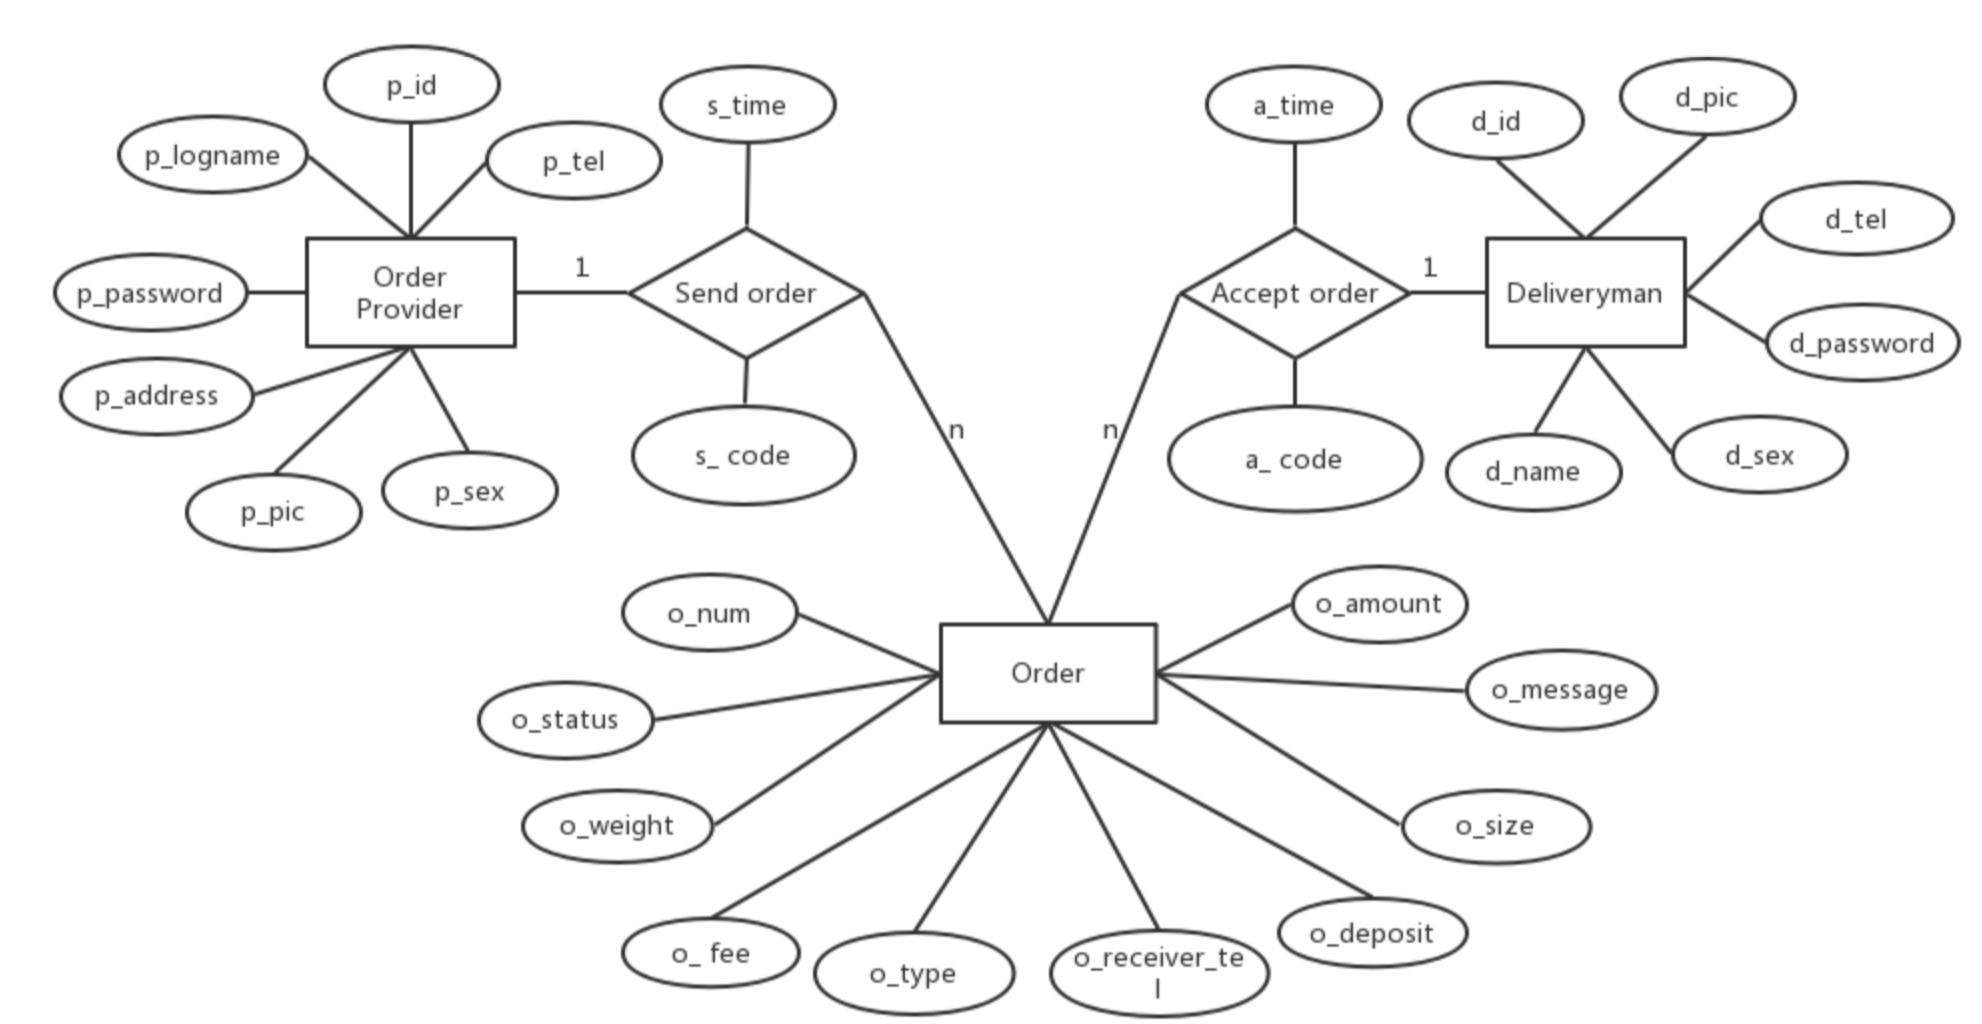 p_id
p_logname
p_tel
s_time
a_time
d_id
d_pic
d_tel
Order
Provider
1
Send order
Accept order
1
Deliveryman
p_password
d_password
p_address
p_pic
p_sex
s_ code
n
n
a_ code
d_name
d_sex
o_num
o_amount
Order
o_status
o_message
o_weight
o_size
o_ fee
o_type
o_receiver_te
l
o_deposit